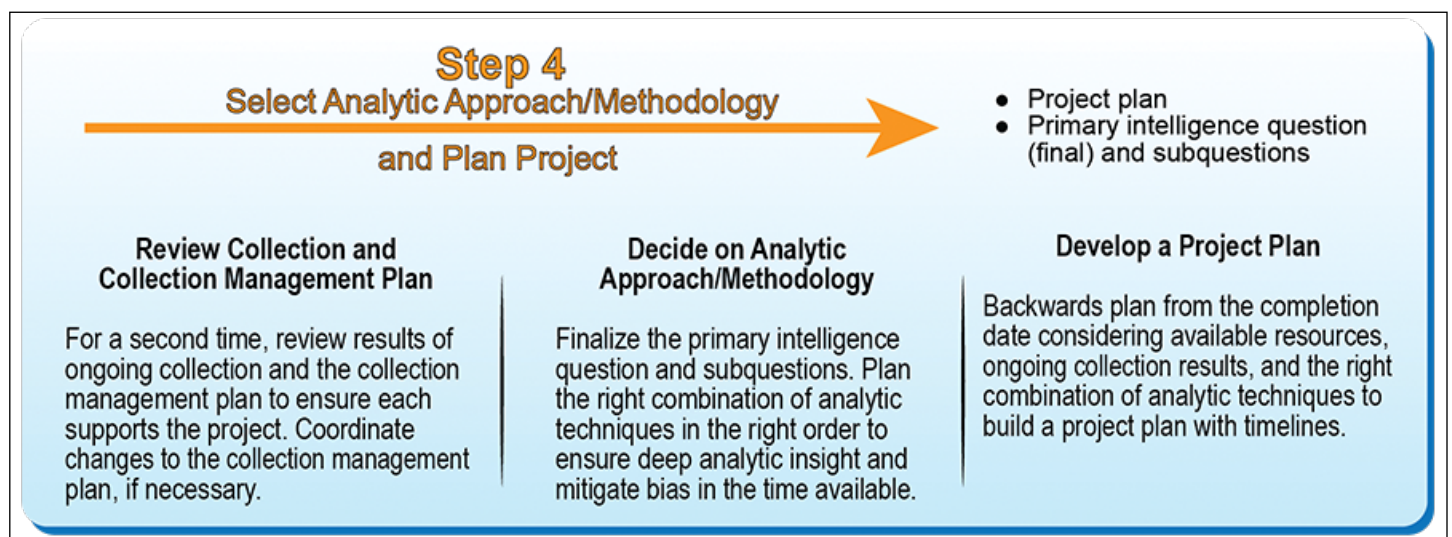 Step 4
Select Analytic Approach/Methodology
and Plan Project
● Project plan
● Primary intelligence question
(final) and subquestions
Review Collection and
Collection Management Plan
For a second time, review results of
ongoing collection and the collection
management plan to ensure each
supports the project. Coordinate
changes to the collection management
plan, if necessary.
Decide on Analytic
Approach/Methodology
Finalize the primary intelligence
question and subquestions. Plan
the right combination of analytic
techniques in the right order to
ensure deep analytic insight and
mitigate bias in the time available.
Develop a Project Plan
Backwards plan from the completion
date considering available resources,
ongoing collection results, and the right
combination of analytic techniques to
build a project plan with timelines.